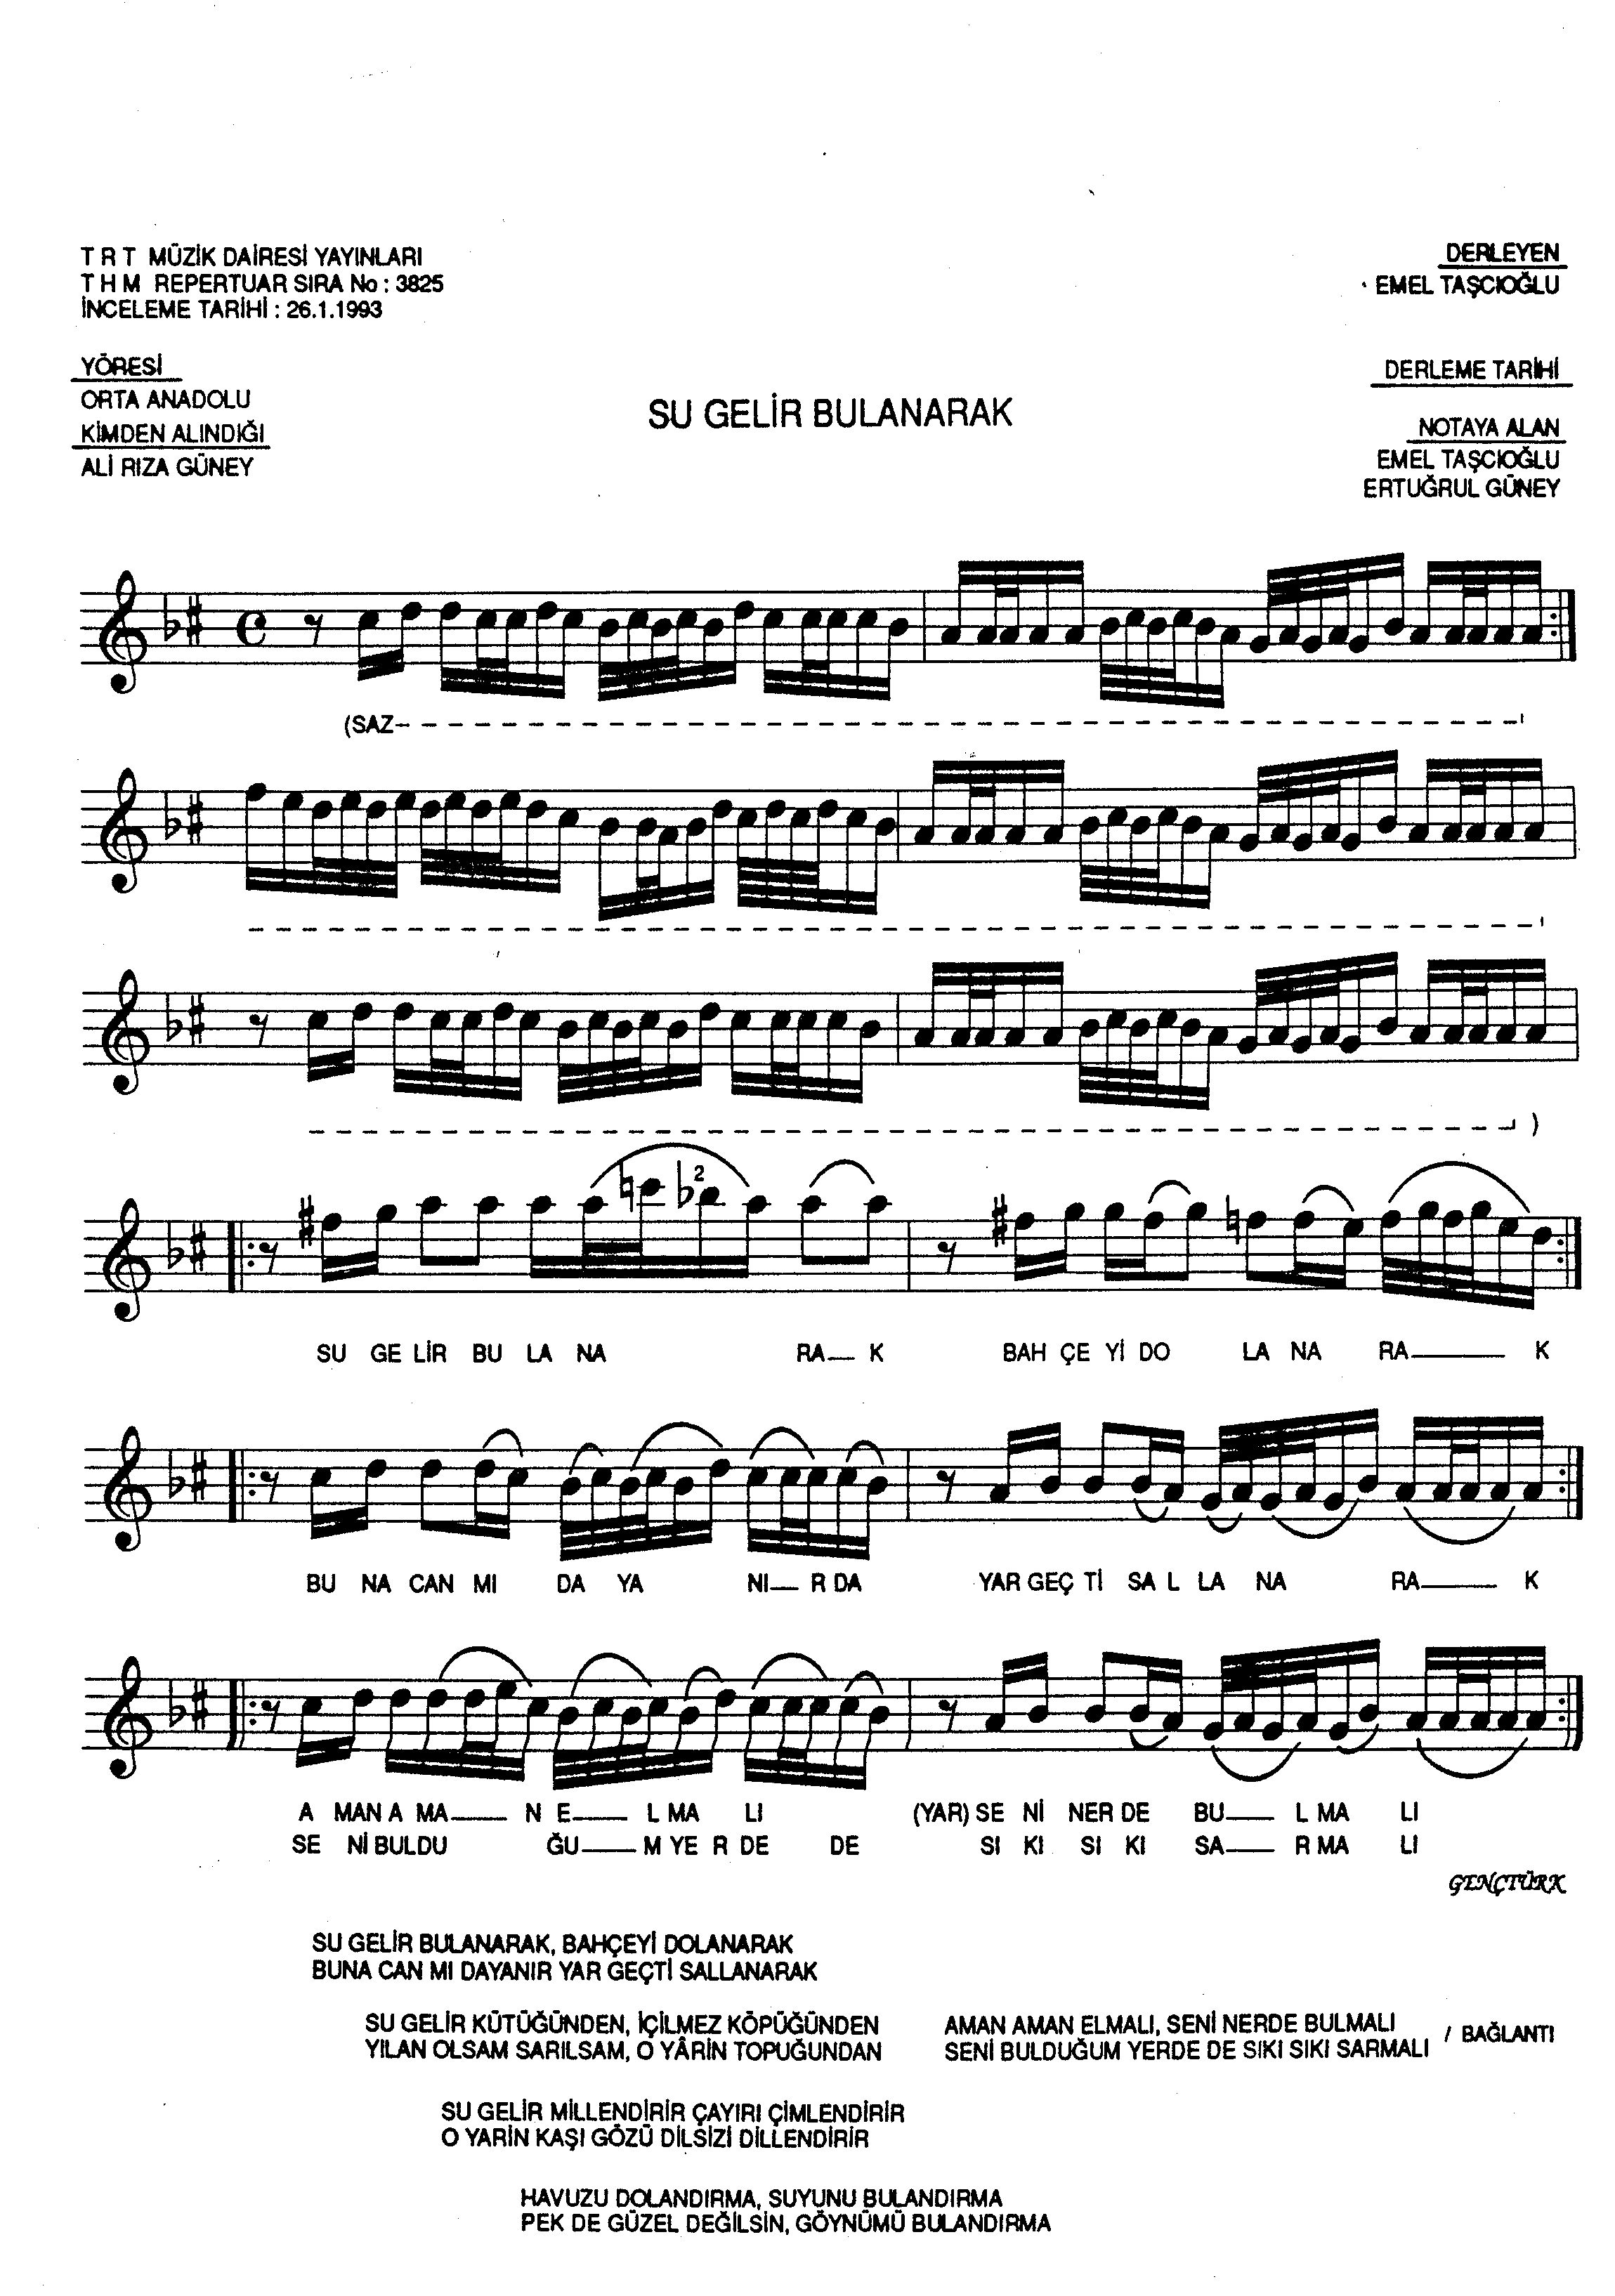 T R T MÜZİK DAİRESİ YAYINLARI
T H M REPERTUAR SIRA No : 3825
İNCELEME TARİHİ : 26.1.1993
DERLEYEN
EMEL TAŞCIOĞLU
YÖRESİ
ORTA ANADOLU
KİMDEN ALINDIĞI
ALİ RIZA GÜNEY
SU GELİR BULANARAK
DERLEME TARİHİ
NOTAYA ALAN
EMEL TAŞCIOĞLU
ERTUĞRUL GÜNEY
(SAZ
)
2
SU GE LİR BU LA NA RA K BAH ÇE Yİ DO LA NA RA K
BU NA CAN MI DA YA NI R DA YAR GEÇ Tİ SA L LA NA RA K
A MAN A MA N E L MA LI (YAR) SE Nİ NER DE BU L MA LI
SE Nİ BULDU ĞU M YE R DE DE SI KI SI KI SA R MA LI
GENÇTÜRK
SU GELİR BULANARAK, BAHÇEYİ DOLANARAK
BUNA CAN MI DAYANIR YAR GEÇTİ SALLANARAK
SU GELİR KÜTÜĞÜNDEN, İÇİLMEZ KÖPÜĞÜNDEN
YILAN OLSAM SARILSAM, O YÂRİN TOPUĞUNDAN
AMAN AMAN ELMALI, SENİ NERDE BULMALI
SENİ BULDUĞUM YERDE DE SIKI SIKI SARMALI
/ BAĞLANTI
SU GELİR MİLLENDİRİR ÇAYIRI ÇİMLENDİRİR
O YARİN KAŞI GÖZÜ DİLSİZİ DİLLENDİRİR
HAVUZU DOLANDIRMA, SUYUNU BULANDIRMA
PEK DE GÜZEL DEĞİLSİN, GÖYNÜMÜ BULANDIRMA